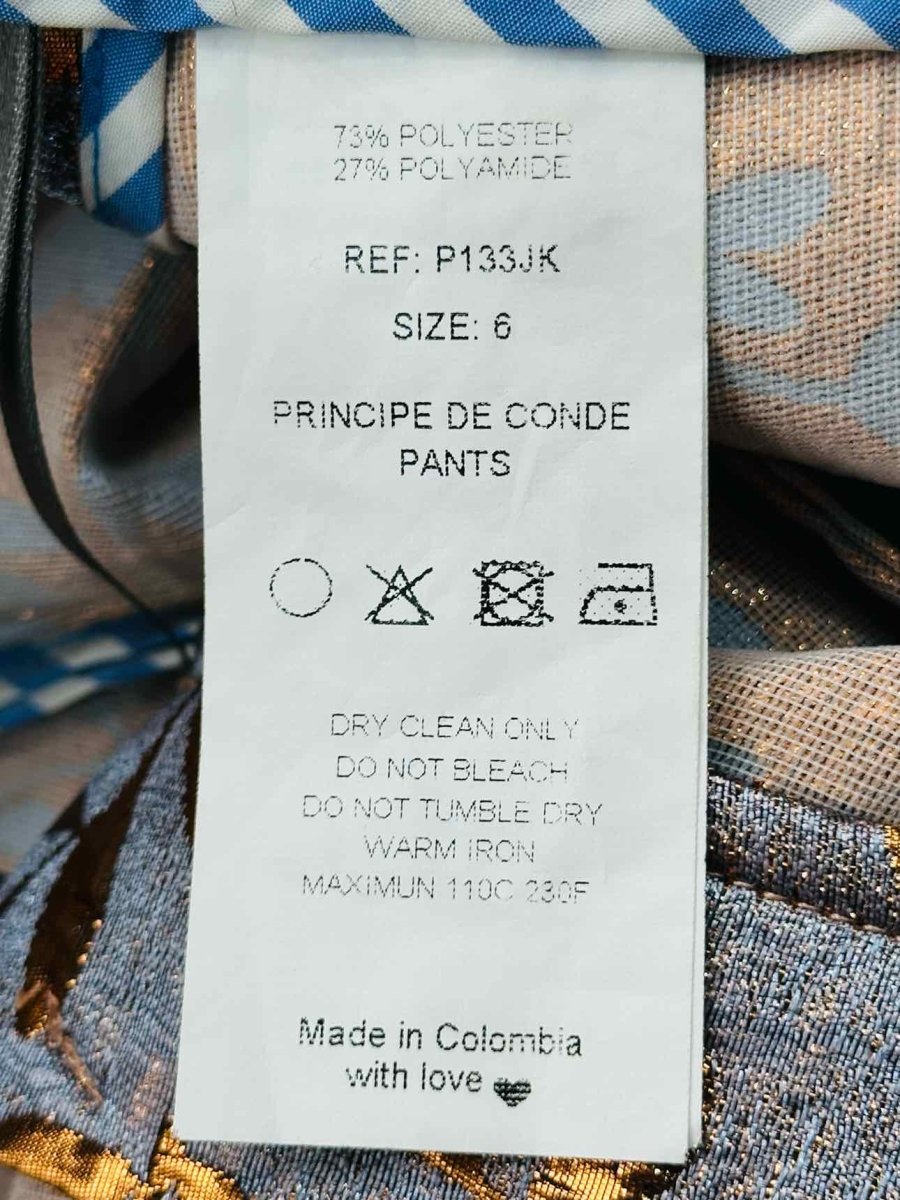 73% POLYESTER
27% POLYAMIDE
REF: P133JK
SIZE: 6
PRINCIPE DE CONDE
PANTS
DRY CLEAN ONLY
DO NOT BLEACH
DO NOT TUMBLE DRY
WARM IRON
MAXIMUN 110C 230F
Made in Colombia
with love